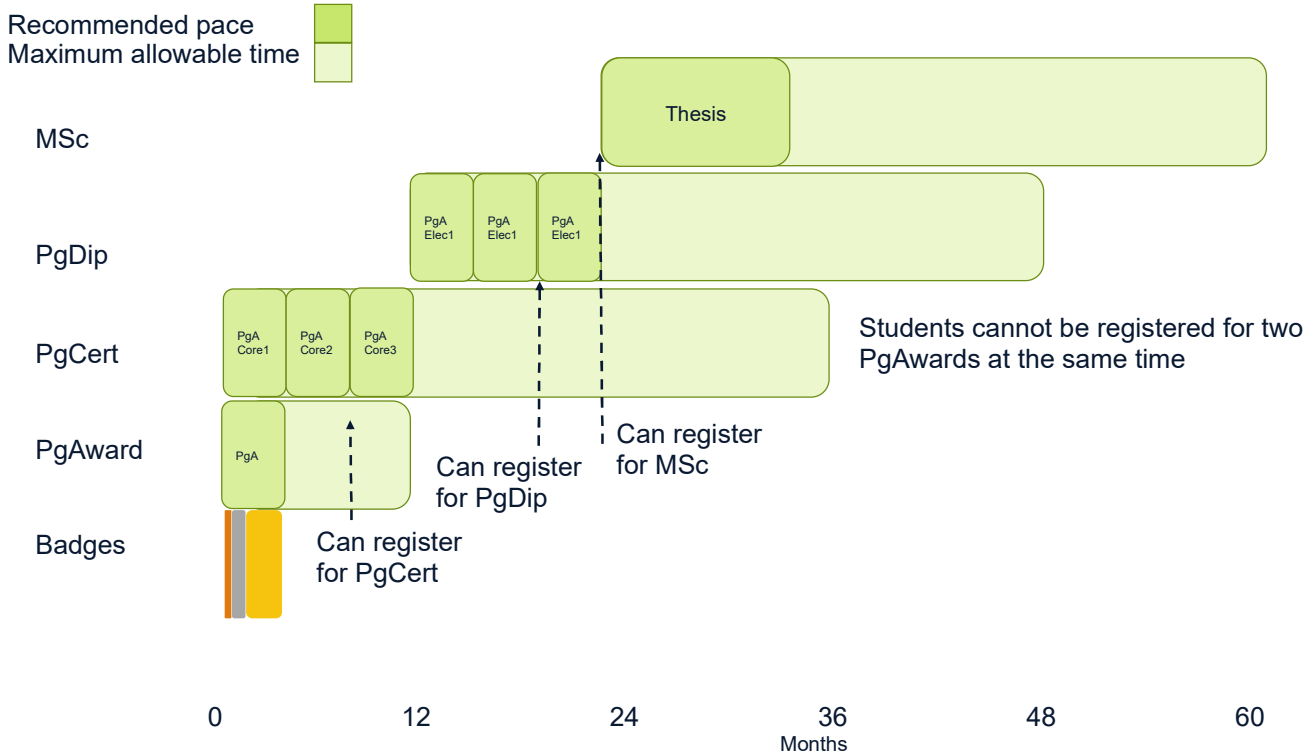 Recommended pace
Maximum allowable time
MSc
Thesis
PgDip
PgA
Elec1
PgA
Elec1
PgA
Elec1
PgCert
PgA
Core1
PgA
Core2
PgA
Core3
Students cannot be registered for two
PgAwards at the same time
PgAward
PgA
Can register
for MSc
Can register
for PgDip
Badges
Can register
for PgCert
0
12
24
36
48
60
Months